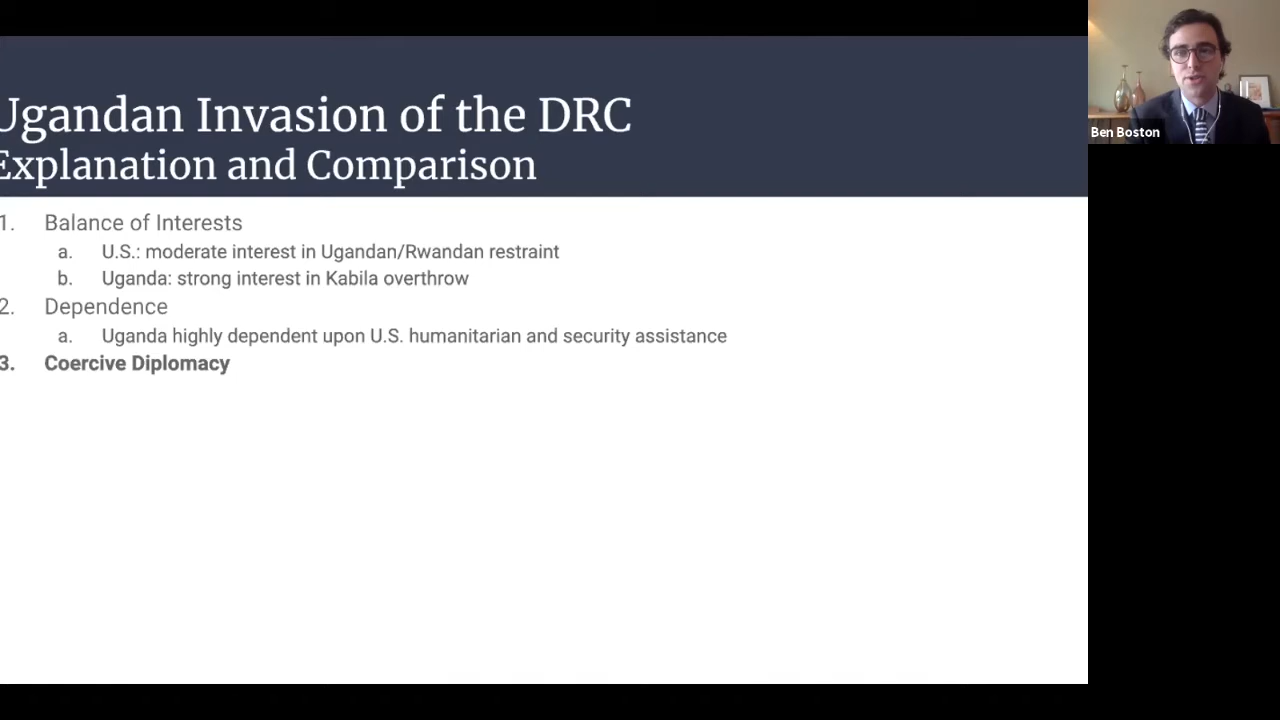 Ugandan Invasion of the DRC
Explanation and Comparison
1. Balance of Interests
a. U.S.: moderate interest in Ugandan/Rwandan restraint
b. Uganda: strong interest in Kabila overthrow
2. Dependence
a. Uganda highly dependent upon U.S. humanitarian and security assistance
3. Coercive Diplomacy
Ben Boston